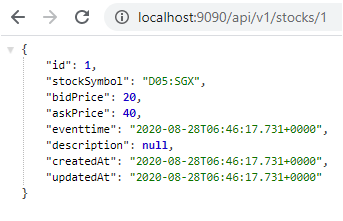 localhost:9090/api/v1/stocks/1
{
"id": 1,
"stockSymbol": "D05:SGX",
"bidPrice": 20,
"askPrice": 40,
"eventtime": "2020-08-28T06:46:17.731+0000",
"description": null,
"createdAt": "2020-08-28T06:46:17.731+0000",
"updatedAt": "2020-08-28T06:46:17.731+0000"
}